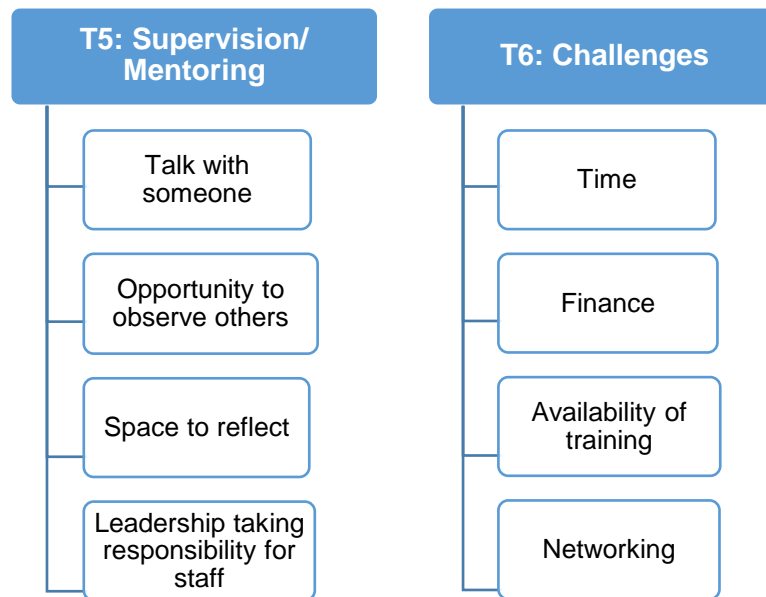 T5: Supervision/
Mentoring
Talk with
someone
Opportunity to
observe others
Space to reflect
Leadership taking
responsibility for
staff
T6: Challenges
Time
Finance
Availability of
training
Networking